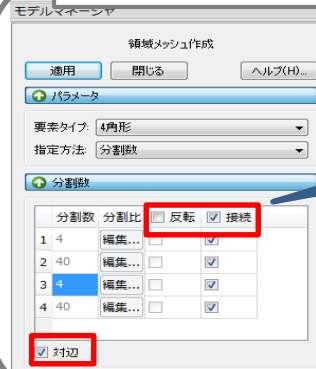 モデルマネージャ
領域メッシュ作成
適用 閉じる ヘルプ(H)...
パラメータ
要素タイプ: 4角形
指定方法: 分割数
分割数
分割数 分割比 反転 接続
1 4 編集...
2 40 編集...
3 4 編集...
4 40 編集...
対辺